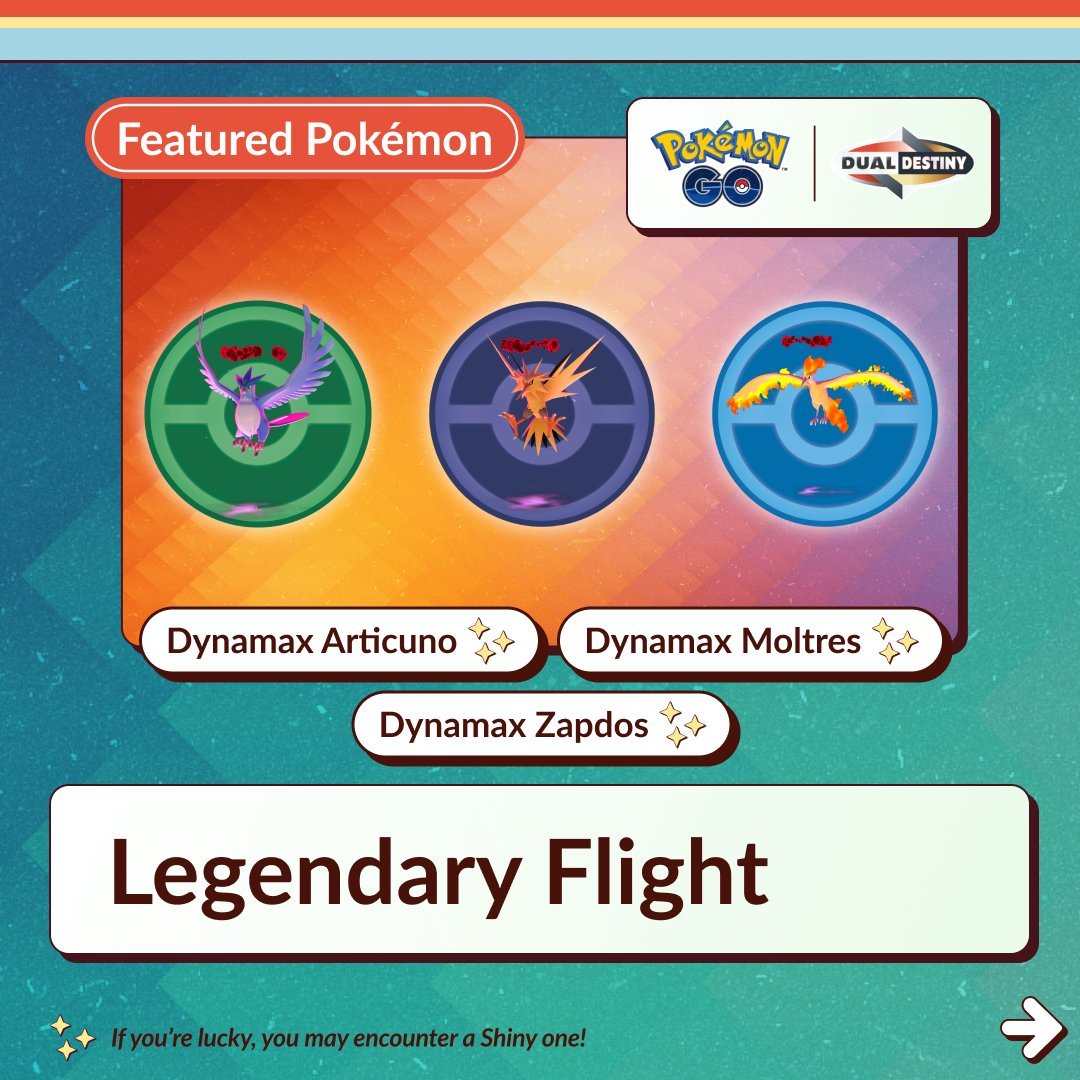 Featured Pokémon
POKÉMON
GO
™
DUAL DESTINY
Dynamax Articuno
Dynamax Moltres
Dynamax Zapdos
Legendary Flight
If you're lucky, you may encounter a Shiny one!